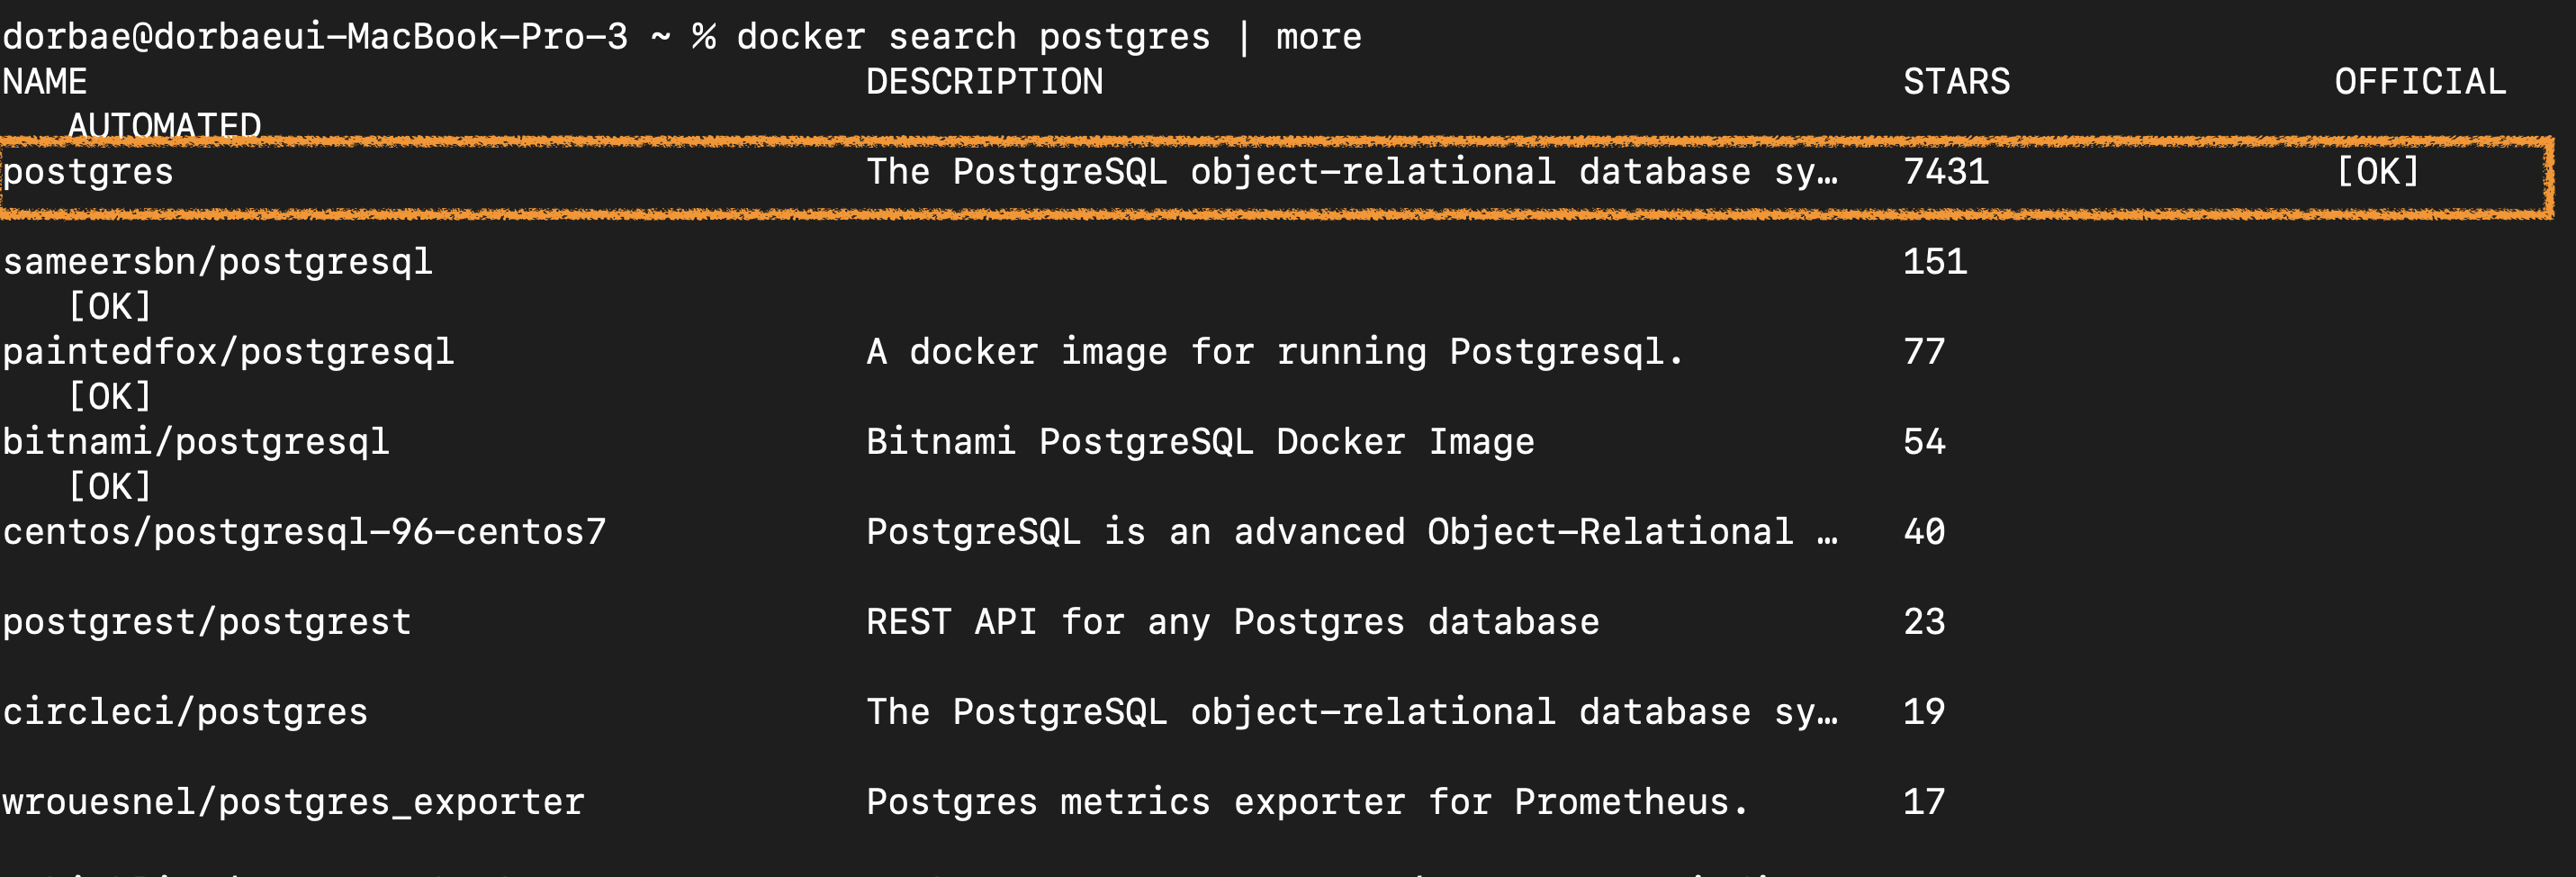 dorbae@dorbaeui-MacBook-Pro-3 ~ % docker search postgres | more
NAME DESCRIPTION STARS OFFICIAL
AUTOMATED
postgres The PostgreSQL object-relational database sy… 7431 [OK]
sameersbn/postgresql 151
[OK]
paintedfox/postgresql A docker image for running Postgresql. 77
[OK]
bitnami/postgresql Bitnami PostgreSQL Docker Image 54
[OK]
centos/postgresql-96-centos7 PostgreSQL is an advanced Object-Relational … 40
postgrest/postgrest REST API for any Postgres database 23
circleci/postgres The PostgreSQL object-relational database sy… 19
wrouesnel/postgres_exporter Postgres metrics exporter for Prometheus. 17